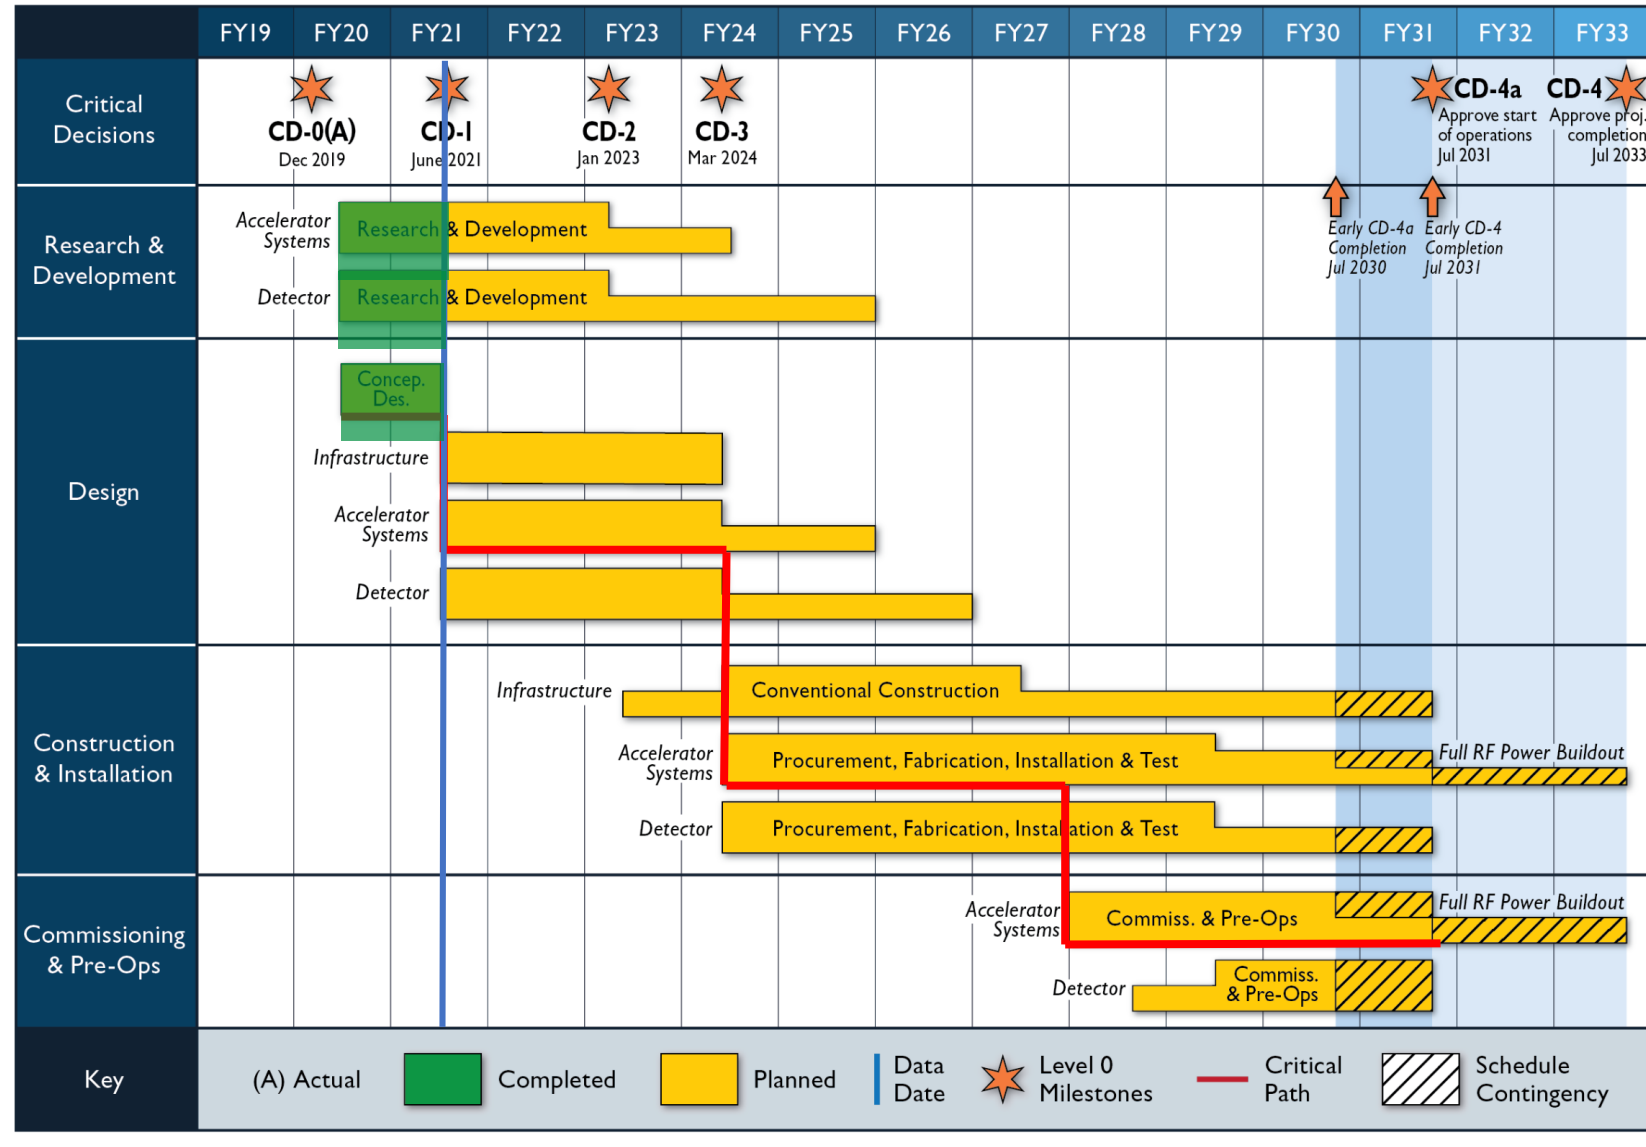 FY19 FY20 FY21 FY22 FY23 FY24 FY25 FY26 FY27 FY28 FY29 FY30 FY31 FY32 FY33
Critical
Decisions
CD-0(A)
Dec 2019
CD-1
June 2021
CD-2
Jan 2023
CD-3
Mar 2024
CD-4a
Approve start
of operations
Jul 2031
CD-4
Approve proj.
completion
Jul 2033
Research &
Development
Accelerator
Systems
Research & Development
Detector
Research & Development
Early CD-4a
Completion
Jul 2030
Early CD-4
Completion
Jul 2031
Design
Concep.
Des.
Infrastructure
Accelerator
Systems
Detector
Construction
& Installation
Infrastructure
Conventional Construction
Accelerator
Systems
Procurement, Fabrication, Installation & Test
Full RF Power Buildout
Detector
Procurement, Fabrication, Installation & Test
Commissioning
& Pre-Ops
Accelerator
Systems
Commiss. & Pre-Ops
Full RF Power Buildout
Detector
Commiss.
& Pre-Ops
Key
(A) Actual
Completed
Planned
Data
Date
Level 0
Milestones
Critical
Path
Schedule
Contingency